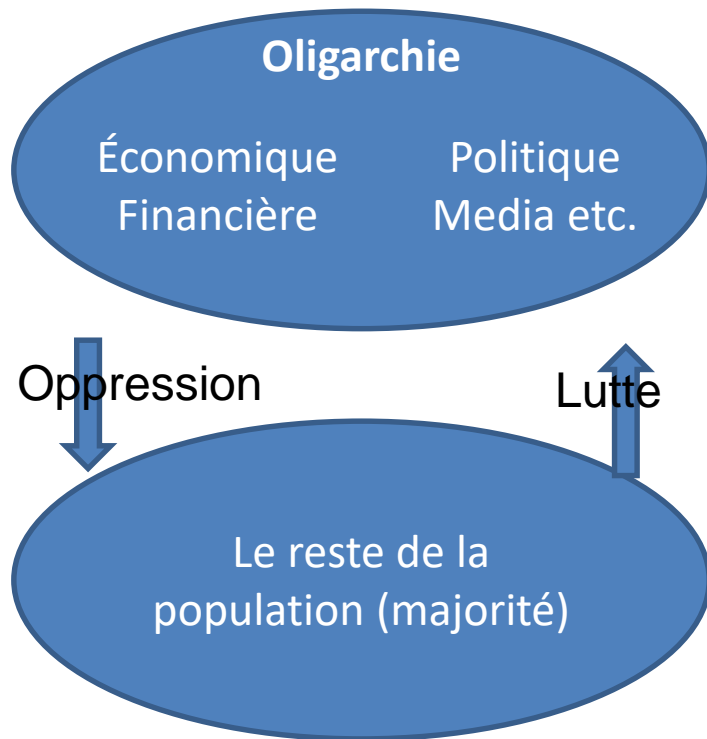 Oligarchie
Économique
Financière
Politique
Media etc.
Oppression
Lutte
Le reste de la
population (majorité)